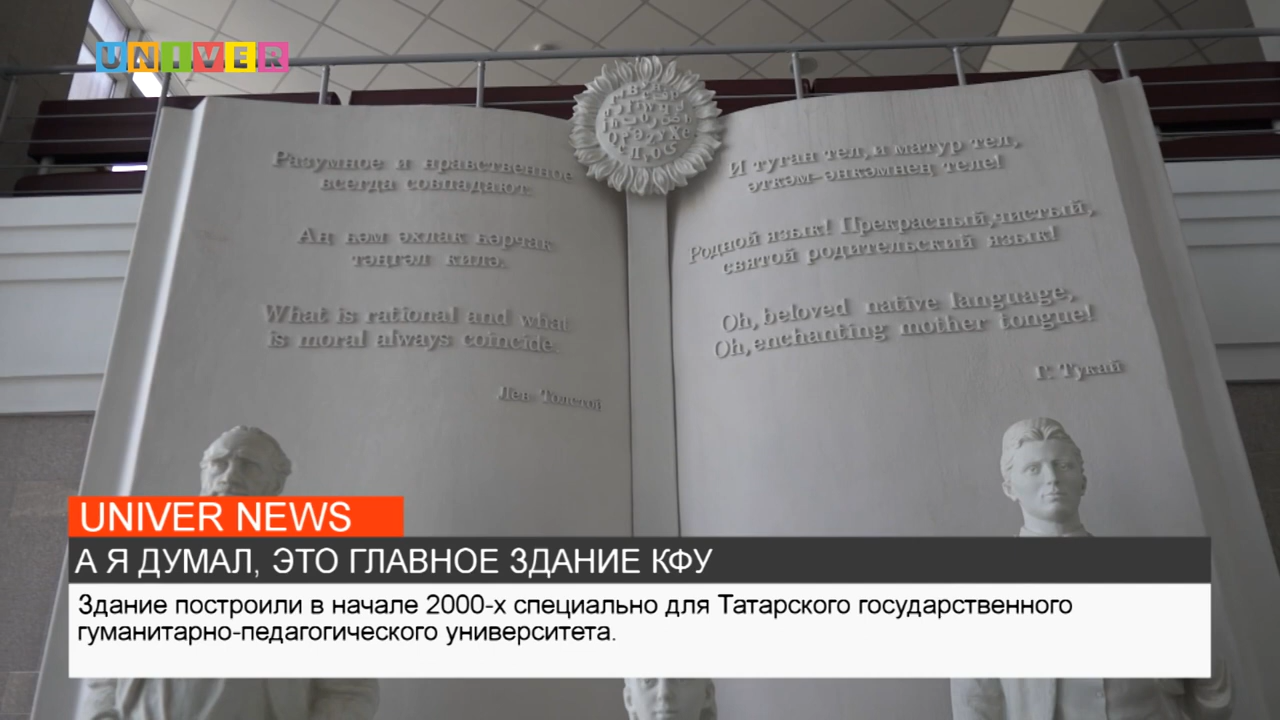 UNIVER
Разумное и нравственное
всегда совпадают.
Аң һәм әхлак бәрчак
тәңгәл килә.
What is rational and what
is moral always coincide.
Лев Толстой
И туган тел, и матур тел,
әткәм-әнкәмнең теле!
Родной язык! Прекрасный, чистый,
святой родительский язык!
Oh, beloved native language,
Oh, enchanting mother tongue!
Г. Тукай
UNIVER NEWS
А Я ДУМАЛ, ЭТО ГЛАВНОЕ ЗДАНИЕ КФУ
Здание построили в начале 2000-х специально для Татарского государственного
гуманитарно-педагогического университета.